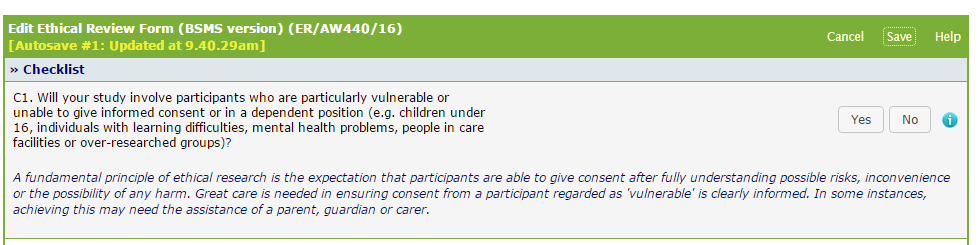 Edit Ethical Review Form (BSMS version) (ER/AW440/16)
[Autosave #1: Updated at 9.40.29am]
Cancel Save Help
» Checklist
C1. Will your study involve participants who are particularly vulnerable or
unable to give informed consent or in a dependent position (e.g. children under
16, individuals with learning difficulties, mental health problems, people in care
facilities or over-researched groups)?
Yes No i
A fundamental principle of ethical research is the expectation that participants are able to give consent after fully understanding possible risks, inconvenience
or the possibility of any harm. Great care is needed in ensuring consent from a participant regarded as 'vulnerable' is clearly informed. In some instances,
achieving this may need the assistance of a parent, guardian or carer.